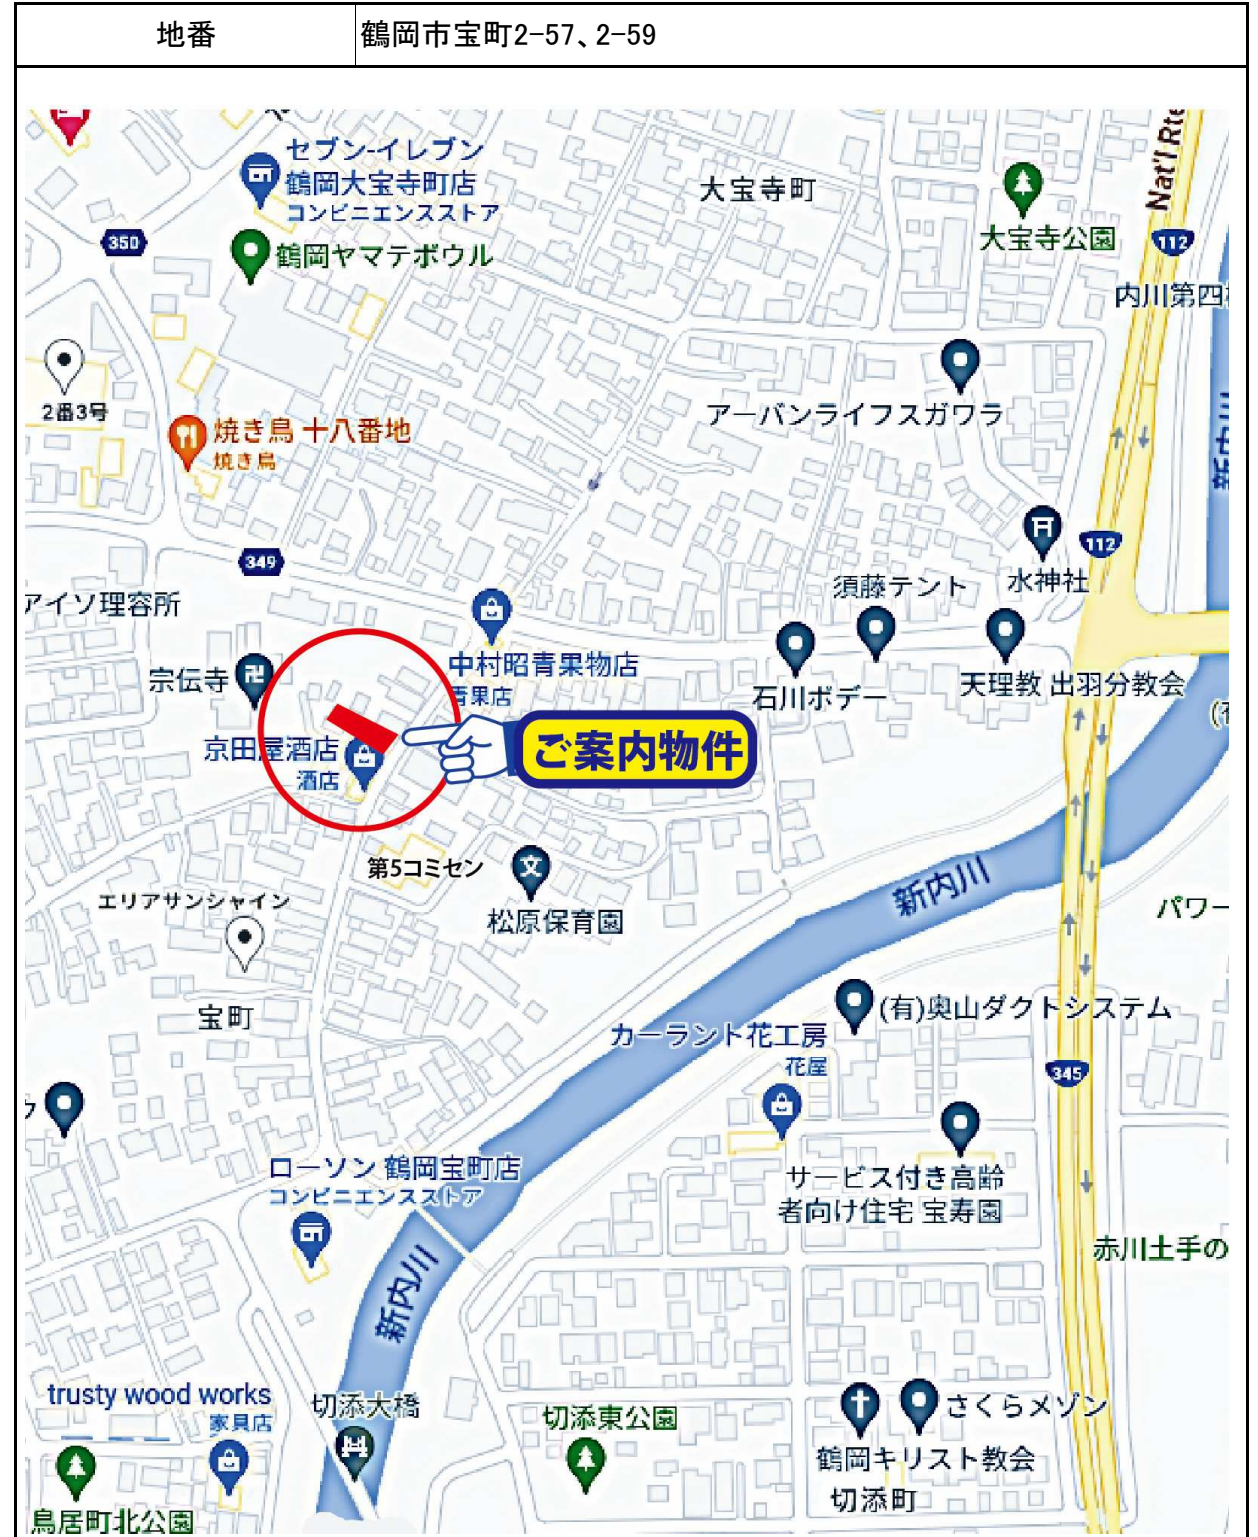 地番
鶴岡市宝町2-57、2-59
セブン-イレブン
鶴岡大宝寺町店
コンビニエンスストア
大宝寺町
Nat'l Rte
350
鶴岡ヤマテボウル
大宝寺公園
112
内川第四
2番3号
アーバンライフスガワラ
焼き鳥 十八番地
焼き鳥
349
112
アイソ理容所
須藤テント
水神社
宗伝寺
中村昭青果物店
青果店
石川ボデー
天理教 出羽分教会
京田屋酒店
酒店
ご案内物件
第5コミセン
文
松原保育園
新内川
エリアサンシャイン
パワー
宝町
(有)奥山ダクトシステム
カーラント花工房
花屋
345
ローソン 鶴岡宝町店
コンビニエンスストア
サービス付き高齢
者向け住宅 宝寿園
赤川土手の
新内川
trusty wood works
家具店
切添大橋
切添東公園
さくらメゾン
鶴岡キリスト教会
切添町
鳥居町北公園